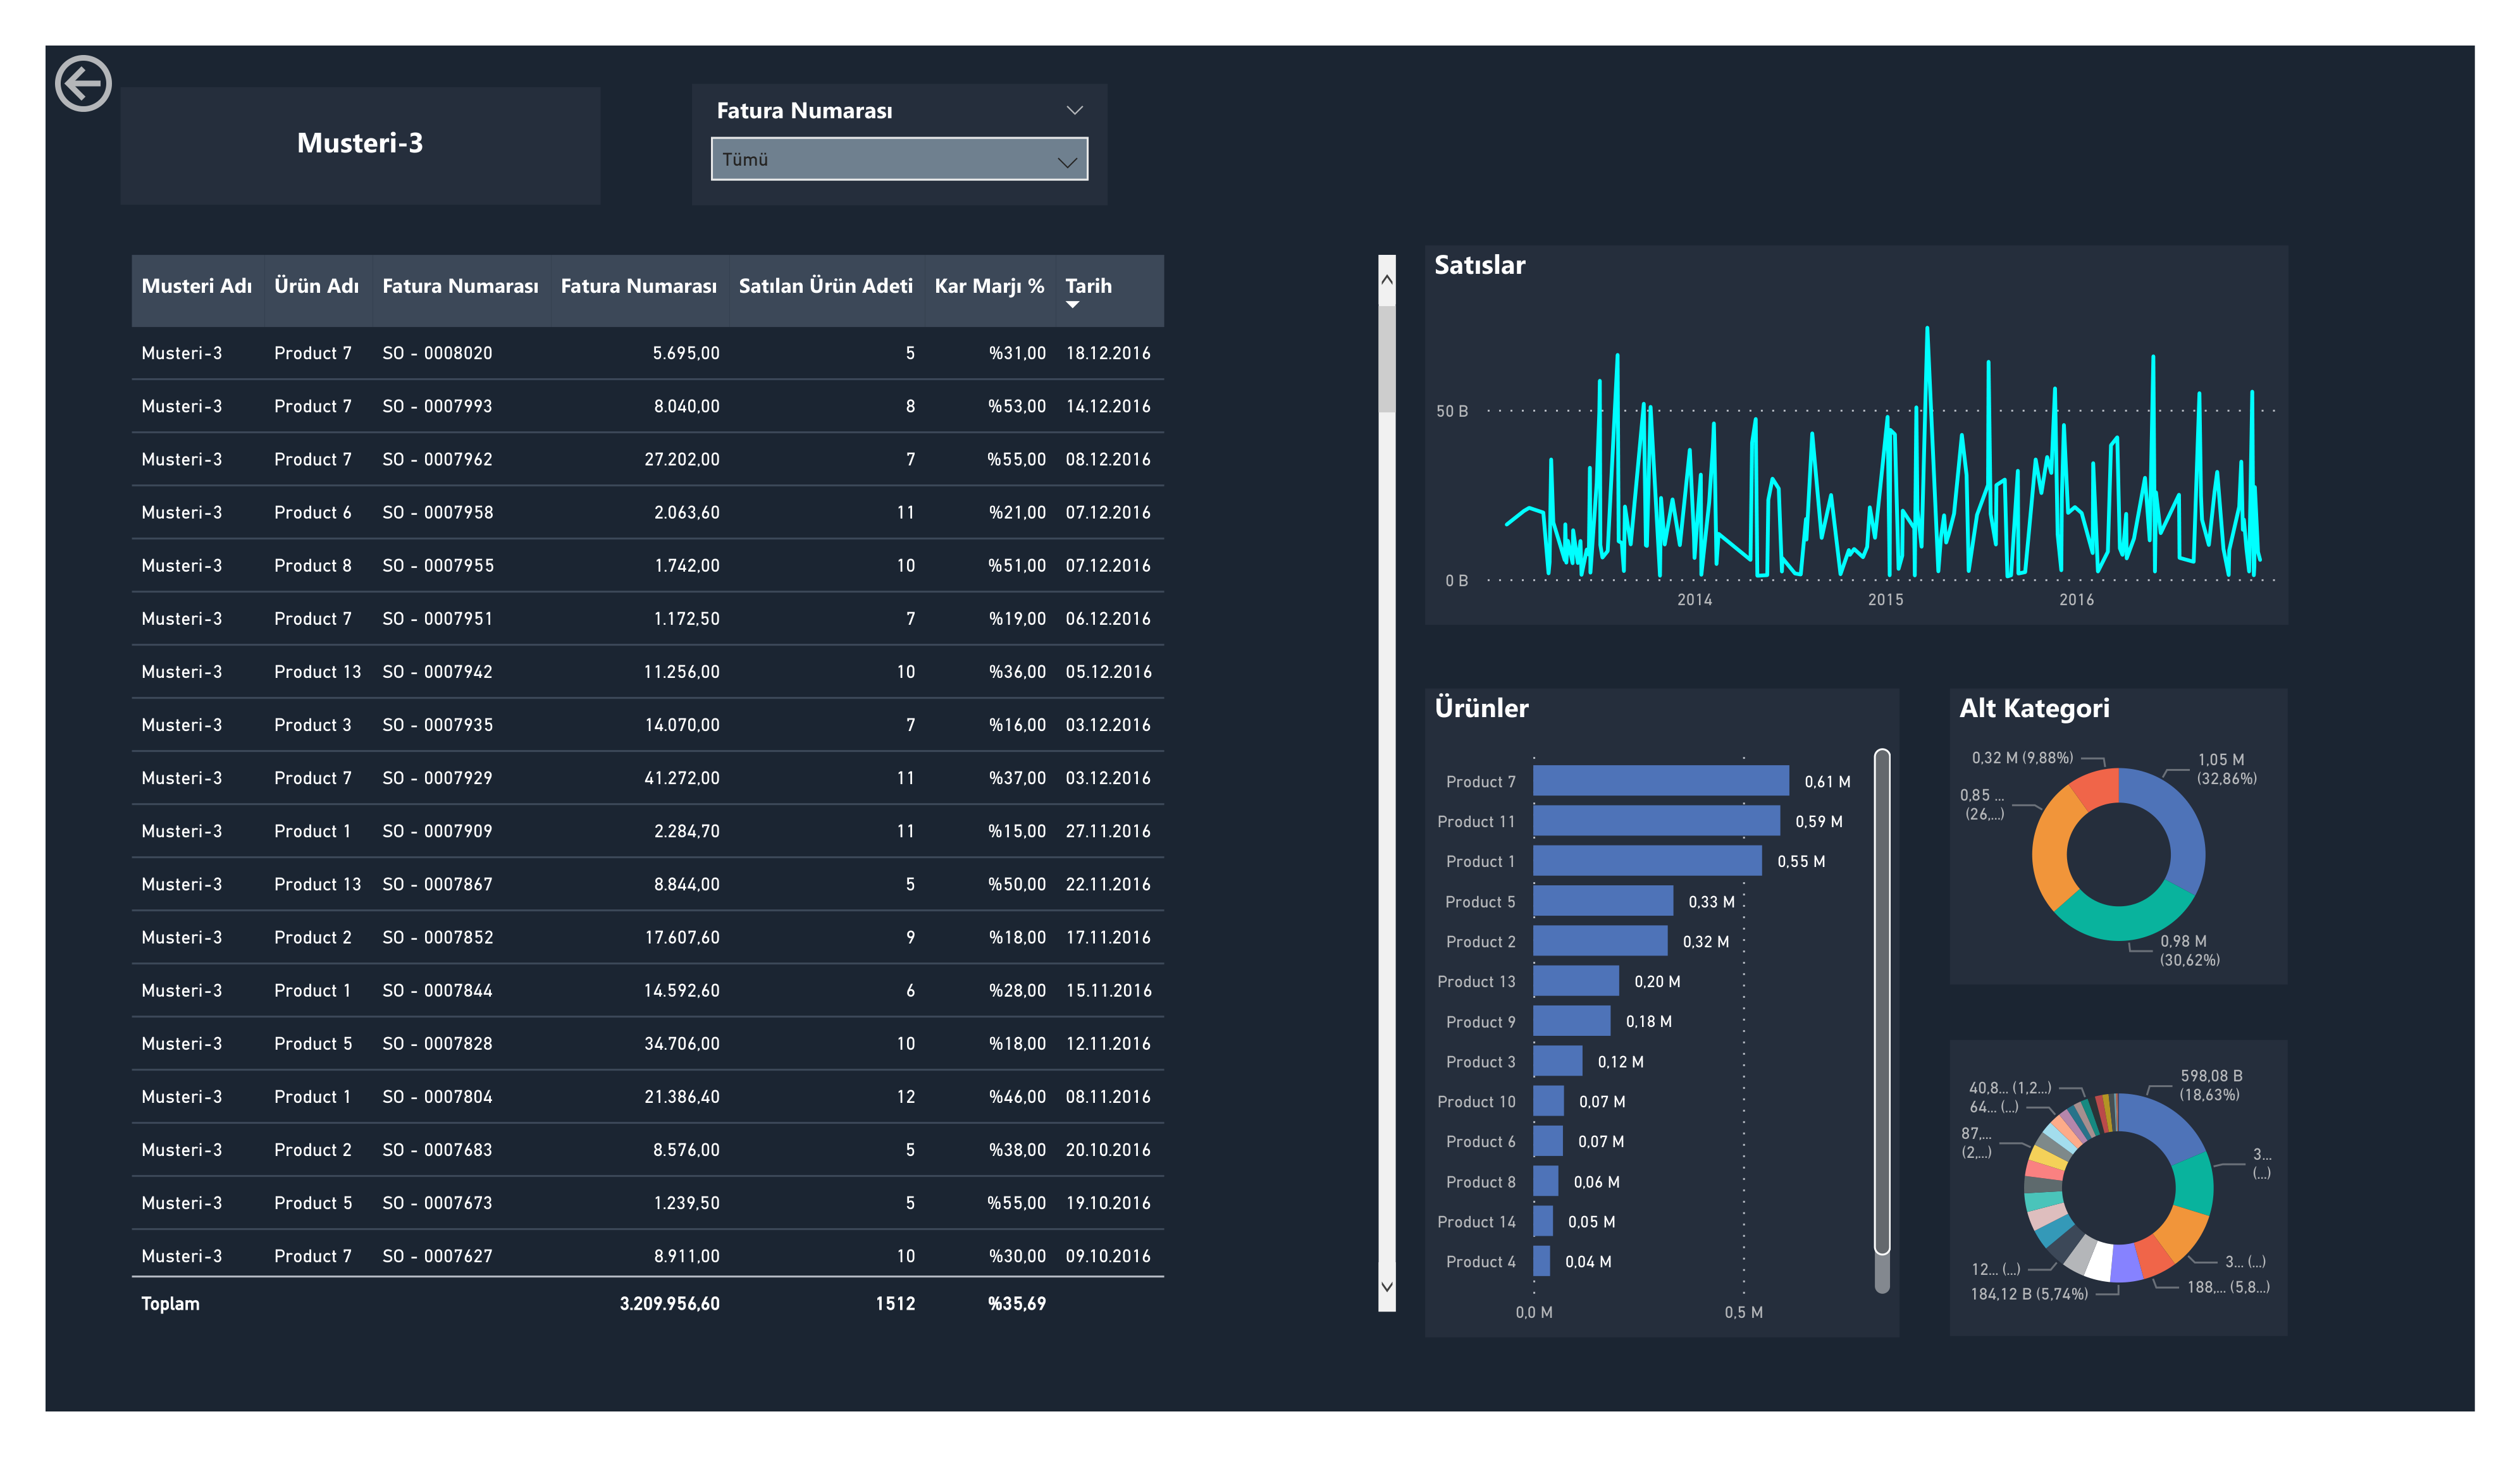 Musteri-3
Fatura Numarası
Tümü
Musteri Adı Ürün Adı Fatura Numarası Fatura Numarası Satılan Ürün Adeti Kar Marjı % Tarih
Musteri-3 Product 7 SO - 0008020 5.695,00 5 %31,00 18.12.2016
Musteri-3 Product 7 SO - 0007993 8.040,00 8 %53,00 14.12.2016
Musteri-3 Product 7 SO - 0007962 27.202,00 7 %55,00 08.12.2016
Musteri-3 Product 6 SO - 0007958 2.063,60 11 %21,00 07.12.2016
Musteri-3 Product 8 SO - 0007955 1.742,00 10 %51,00 07.12.2016
Musteri-3 Product 7 SO - 0007951 1.172,50 7 %19,00 06.12.2016
Musteri-3 Product 13 SO - 0007942 11.256,00 10 %36,00 05.12.2016
Musteri-3 Product 3 SO - 0007935 14.070,00 7 %16,00 03.12.2016
Musteri-3 Product 7 SO - 0007929 41.272,00 11 %37,00 03.12.2016
Musteri-3 Product 1 SO - 0007909 2.284,70 11 %15,00 27.11.2016
Musteri-3 Product 13 SO - 0007867 8.844,00 5 %50,00 22.11.2016
Musteri-3 Product 2 SO - 0007852 17.607,60 9 %18,00 17.11.2016
Musteri-3 Product 1 SO - 0007844 14.592,60 6 %28,00 15.11.2016
Musteri-3 Product 5 SO - 0007828 34.706,00 10 %18,00 12.11.2016
Musteri-3 Product 1 SO - 0007804 21.386,40 12 %46,00 08.11.2016
Musteri-3 Product 2 SO - 0007683 8.576,00 5 %38,00 20.10.2016
Musteri-3 Product 5 SO - 0007673 1.239,50 5 %55,00 19.10.2016
Musteri-3 Product 7 SO - 0007627 8.911,00 10 %30,00 09.10.2016
Toplam 3.209.956,60 1512 %35,69
Satıslar
50 B
0 B
2014 2015 2016
Ürünler
Product 7 0,61 M
Product 11 0,59 M
Product 1 0,55 M
Product 5 0,33 M
Product 2 0,32 M
Product 13 0,20 M
Product 9 0,18 M
Product 3 0,12 M
Product 10 0,07 M
Product 6 0,07 M
Product 8 0,06 M
Product 14 0,05 M
Product 4 0,04 M
0,0 M 0,5 M
Alt Kategori
0,32 M (9,88%)
1,05 M
(32,86%)
0,85 ...
(26,...)
0,98 M
(30,62%)
598,08 B
(18,63%)
40,8... (1,2...)
64... (...)
87,...
(2,...)
3...
(...)
12... (...)
3... (...)
184,12 B (5,74%)
188,... (5,8...)